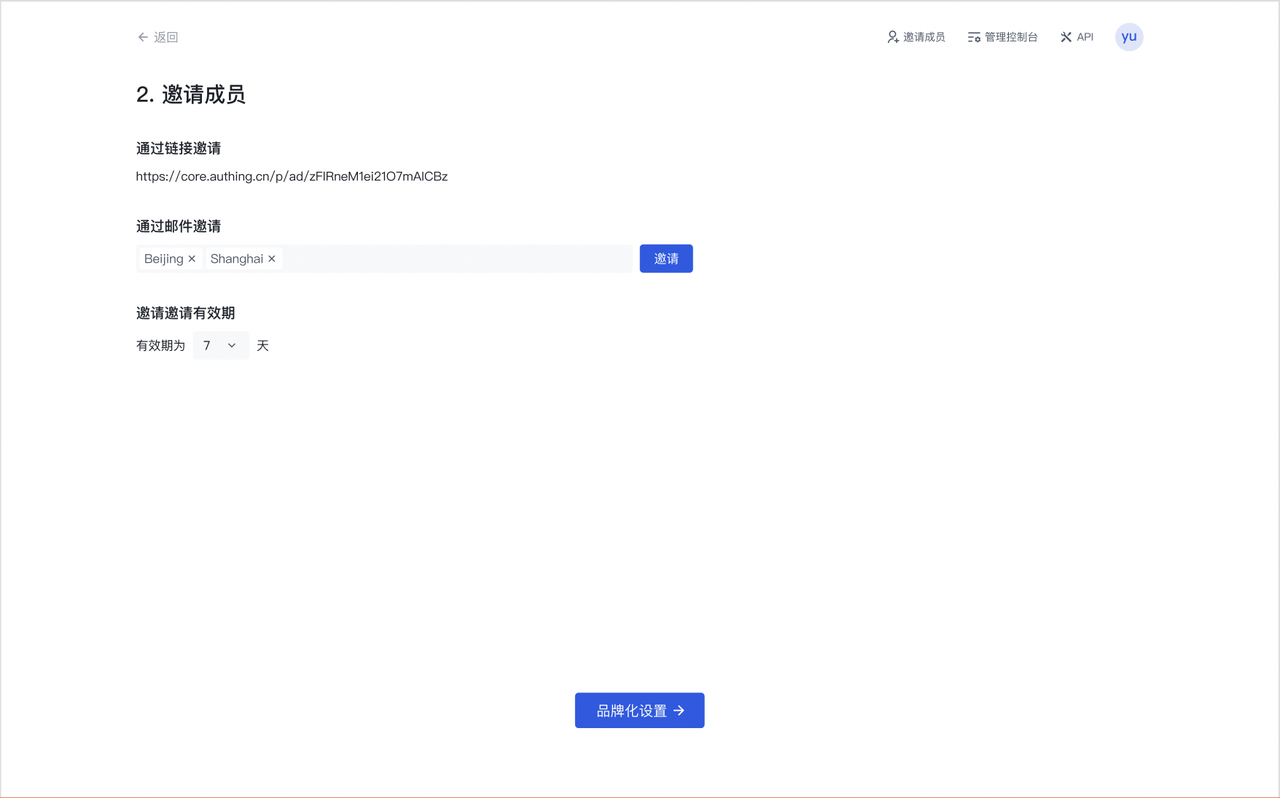 返回
邀请成员 管理控制台 API yu
2. 邀请成员
通过链接邀请
https://core.authing.cn/p/ad/zFIRneM1ei21O7mAICBz
通过邮件邀请
Beijing Shanghai 邀请
邀请邀请有效期
有效期为 7 天
品牌化设置